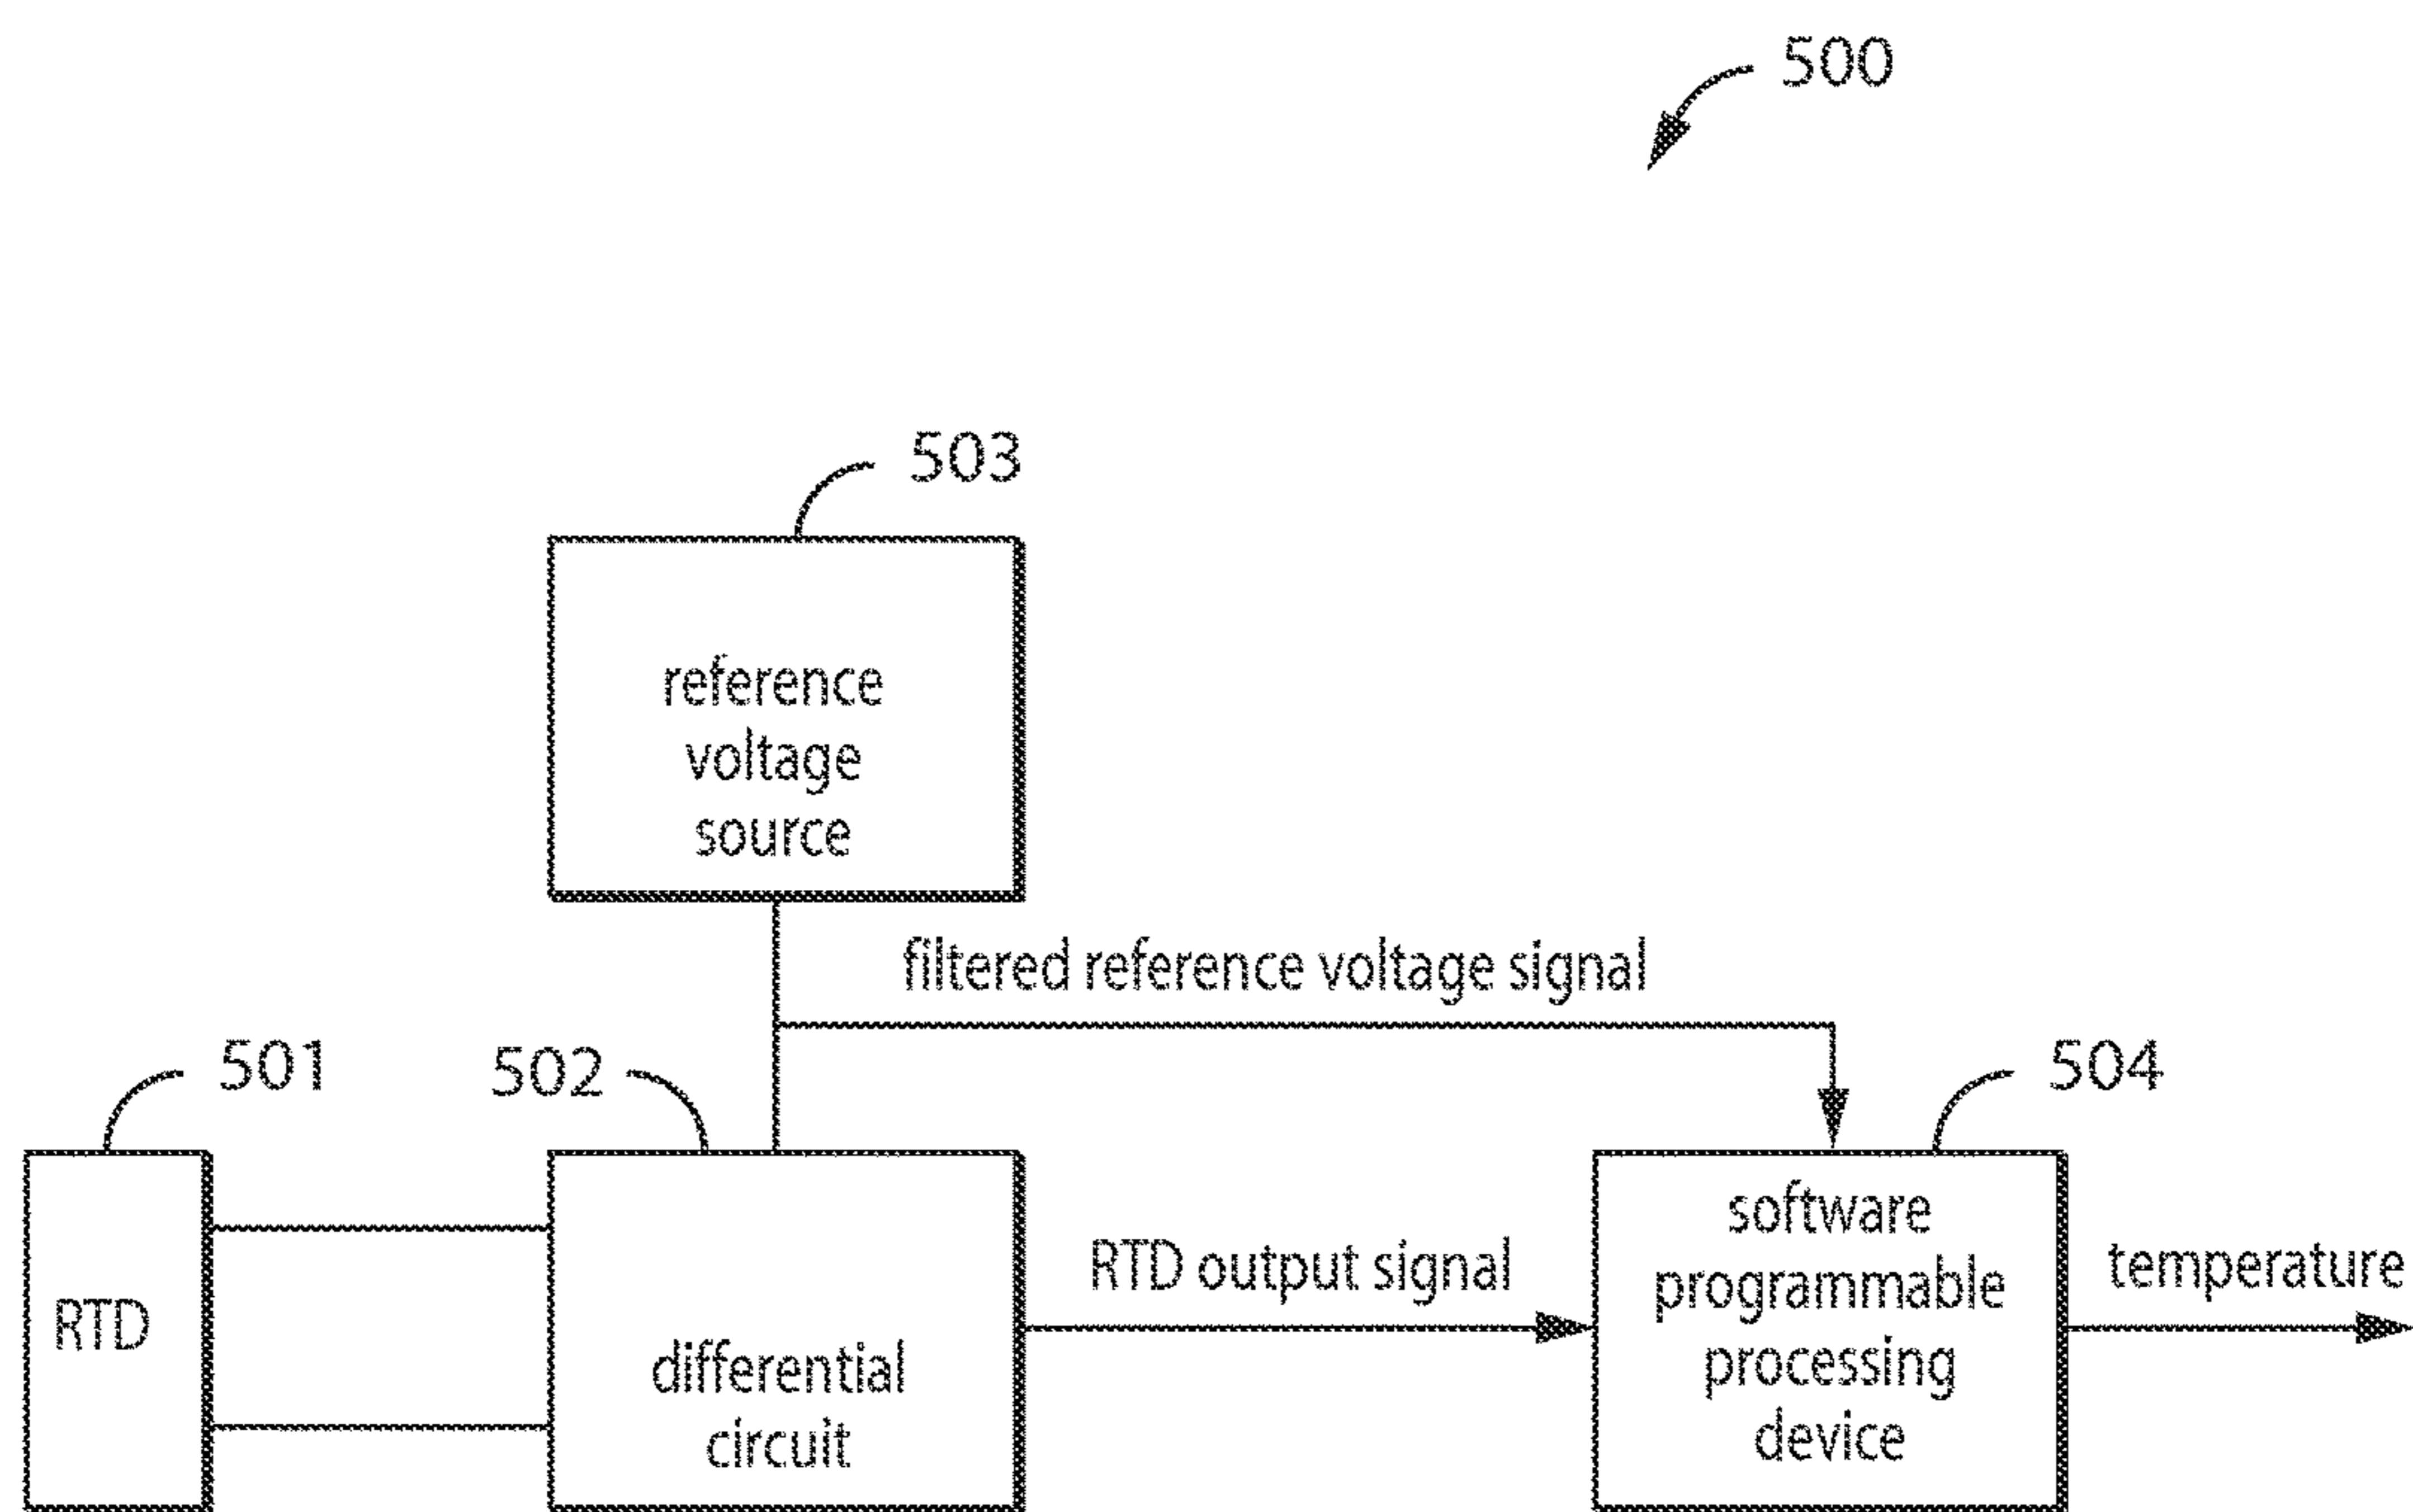 500
503
reference
voltage
source
filtered reference voltage signal
501
502
504
RTD
differential
circuit
RTD output signal
software
programmable
processing
device
temperature